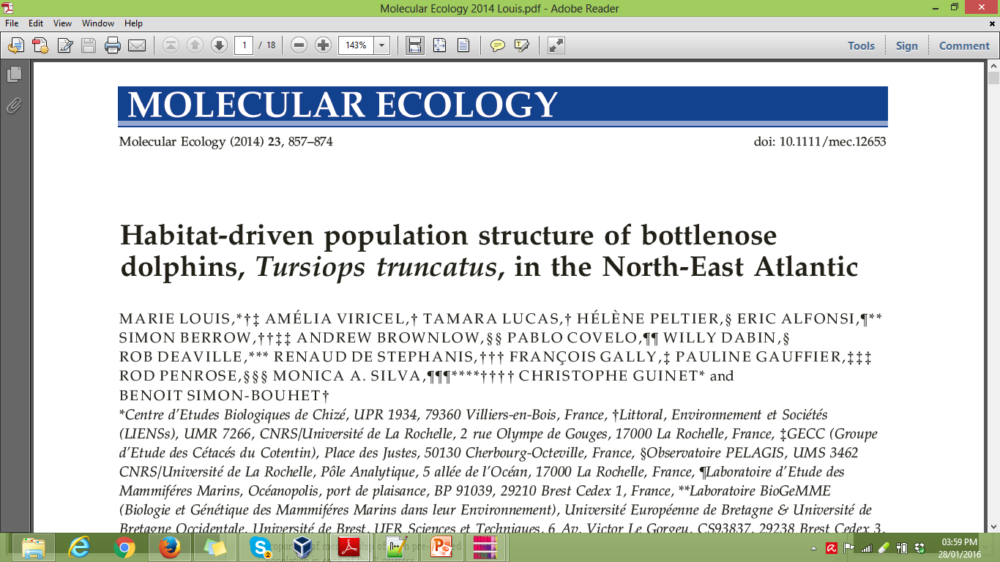 Molecular Ecology 2014 Louis.pdf - Adobe Reader
File Edit View Window Help
1 / 18 143% Tools Sign Comment
MOLECULAR ECOLOGY
Molecular Ecology (2014) 23, 857–874 doi: 10.1111/mec.12653
Habitat-driven population structure of bottlenose
dolphins, Tursiops truncatus, in the North-East Atlantic
MARIE LOUIS,*†‡ AMÉLIA VIRICEL,† TAMARA LUCAS,† HÉLÈNE PELTIER,§ ERIC ALFONSI,¶**
SIMON BERROW,††‡‡ ANDREW BROWNLOW,§§ PABLO COVELO,¶¶ WILLY DABIN,§
ROB DEAVILLE,*** RENAUD DE STEPHANIS,††† FRANÇOIS GALLY,‡ PAULINE GAUFFIER,‡‡‡
ROD PENROSE,§§§ MONICA A. SILVA,¶¶¶****†††† CHRISTOPHE GUINET* and
BENOIT SIMON-BOUHET†
*Centre d'Etudes Biologiques de Chizé, UPR 1934, 79360 Villiers-en-Bois, France, †Littoral, Environnement et Sociétés
(LIENSs), UMR 7266, CNRS/Université de La Rochelle, 2 rue Olympe de Gouges, 17000 La Rochelle, France, ‡GECC (Groupe
d'Etude des Cétacés du Cotentin), Place des Justes, 50130 Cherbourg-Octeville, France, §Observatoire PELAGIS, UMS 3462
CNRS/Université de La Rochelle, Pôle Analytique, 5 allée de l'Océan, 17000 La Rochelle, France, ¶Laboratoire d'Etude des
Mammiféres Marins, Océanopolis, port de plaisance, BP 91039, 29210 Brest Cedex 1, France, **Laboratoire BioGeMME
(Biologie et Génétique des Mammiféres Marins dans leur Environnement), Université Européenne de Bretagne & Université de
Bretagne Occidentale, Université de Brest, UFR Sciences et Techniques, 6 Av. Victor Le Gorgeu, CS93837, 29238 Brest Cedex 3,
03:59 PM
28/01/2016